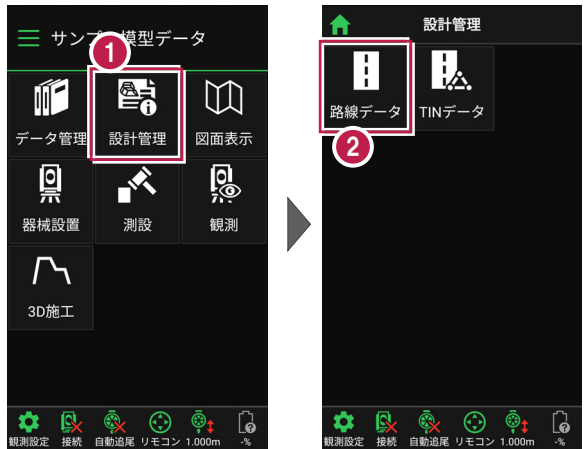 サンプル模型データ
1
データ管理
設計管理
図面表示
器械設置
測設
観測
3D施工
観測設定
接続
自動追尾
リモコン
1.000m
-%
設計管理
路線データ
TINデータ
2
観測設定
接続
自動追尾
リモコン
1.000m
-%